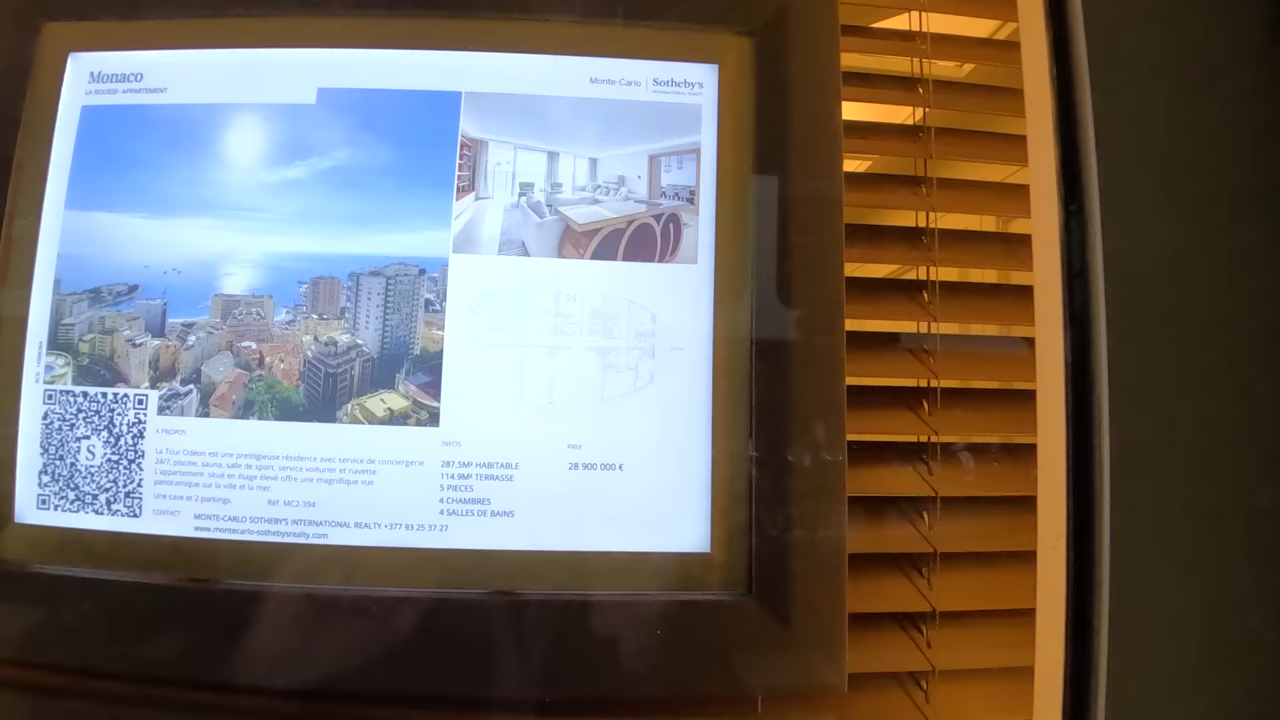 Monaco
LA ROUSSE- APPARTEMENT
Monte-Carlo
Sotheby's
INTERNATIONAL REALTY
S
A PROPOS
La Tour Odéon est une prestigieuse résidence avec service de conciergerie
24/7, piscine, sauna, salle de sport, service voiturier et navette.
L'appartement situé en étage élevé offre une magnifique vue
panoramique sur la ville et la mer.
Une cave et 2 parkings.
Réf. MC2-394
INFOS
287.5M² HABITABLE
114.9M² TERRASSE
5 PIECES
4 CHAMBRES
4 SALLES DE BAINS
PRIX
28 900 000 €
CONTACT
MONTE-CARLO SOTHEBY'S INTERNATIONAL REALTY +377 93 25 37 27
www.montecarlo-sothebysrealty.com